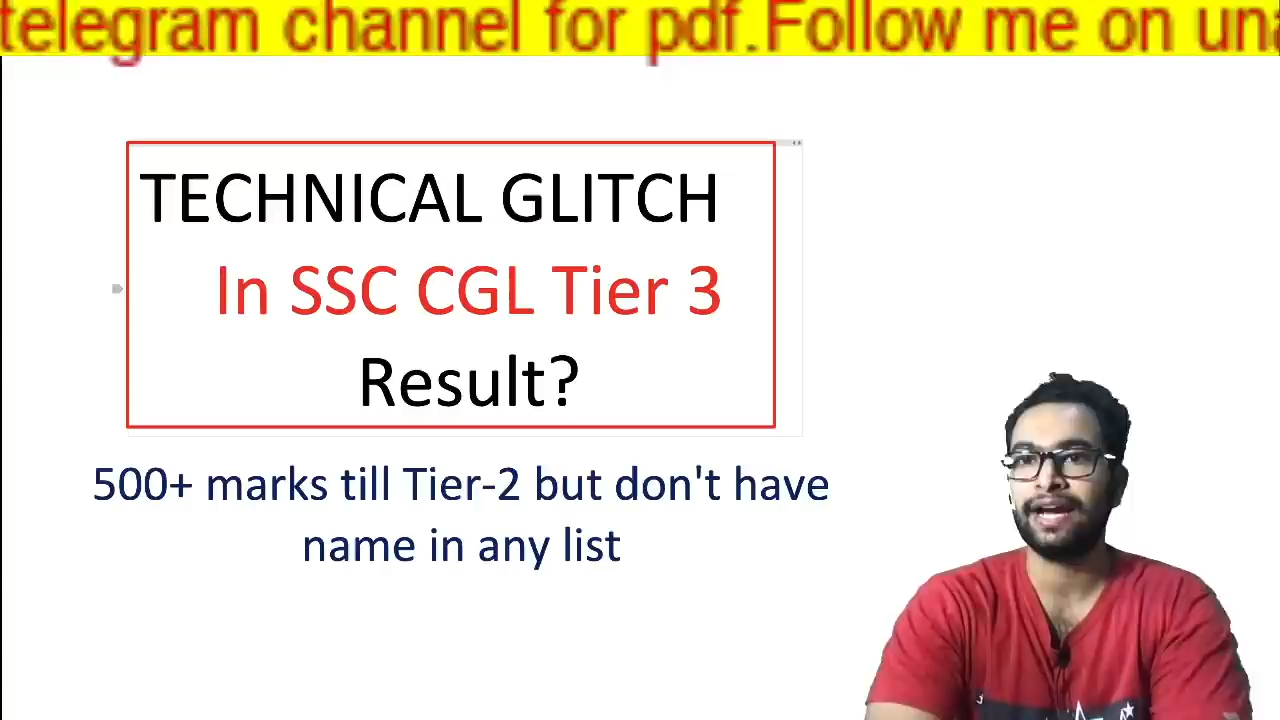 telegram channel for pdf.Follow me on
TECHNICAL GLITCH
In SSC CGL Tier 3
Result?
500+ marks till Tier-2 but don't have
name in any list